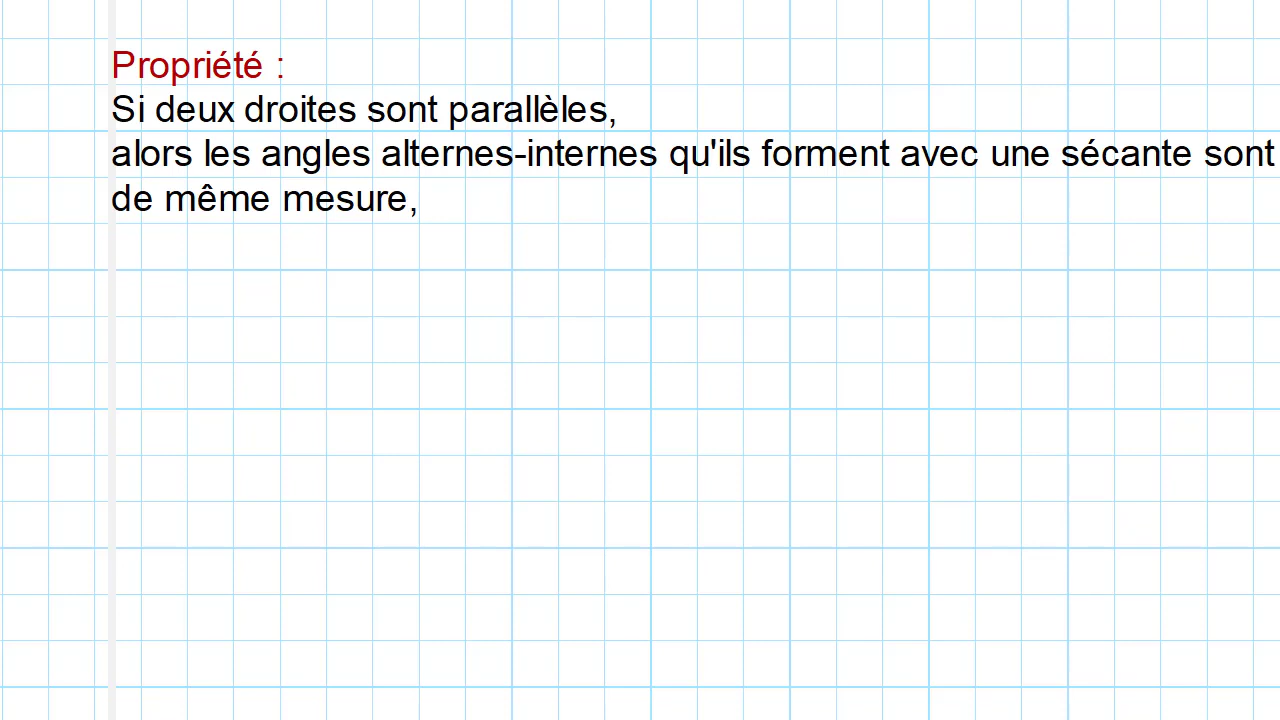 Propriété :
Si deux droites sont parallèles,
alors les angles alternes-internes qu'ils forment avec une sécante sont
de même mesure,